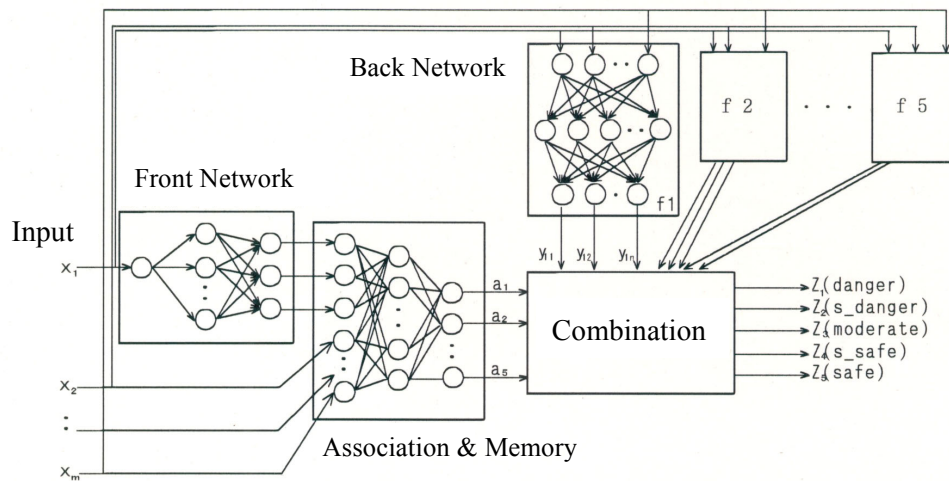 Back Network
f 2
. . .
f 5
Front Network
f1
Input
x1
y11
y12
y1n
a1
Z1(danger)
a2
Z2(s_danger)
Combination
Z3(moderate)
Z4(s_safe)
x2
a5
Z5(safe)
:
Association & Memory
xm